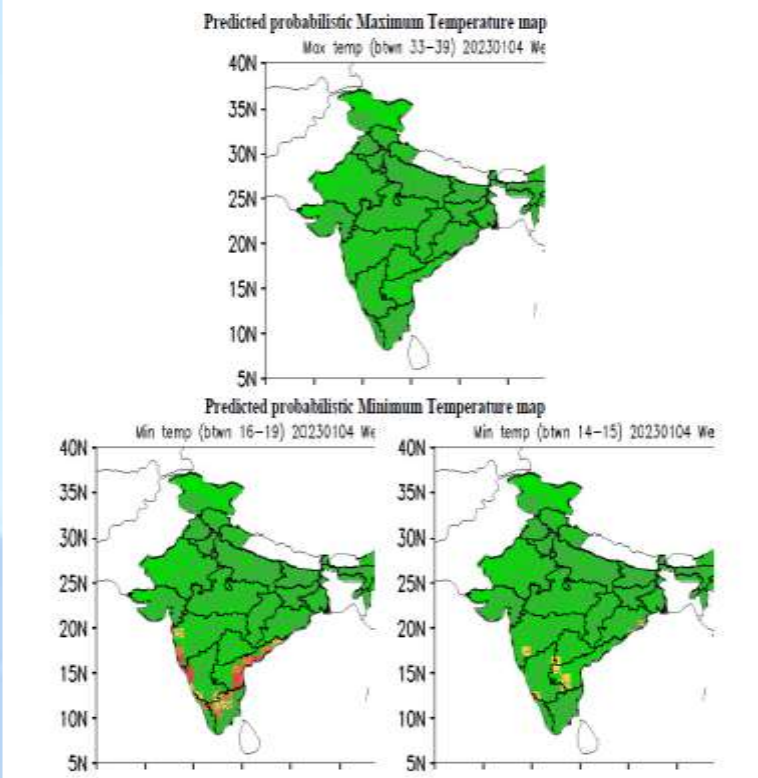 Predicted probabilistic Maximum Temperature map
Max temp (btwn 33-39) 20230104 We
40N
35N
30N
25N
20N
15N
10N
5N
Predicted probabilistic Minimum Temperature map
Min temp (btwn 16-19) 20230104 We
40N
35N
30N
25N
20N
15N
10N
5N
Min temp (btwn 14-15) 20230104 We
40N
35N
30N
25N
20N
15N
10N
5N